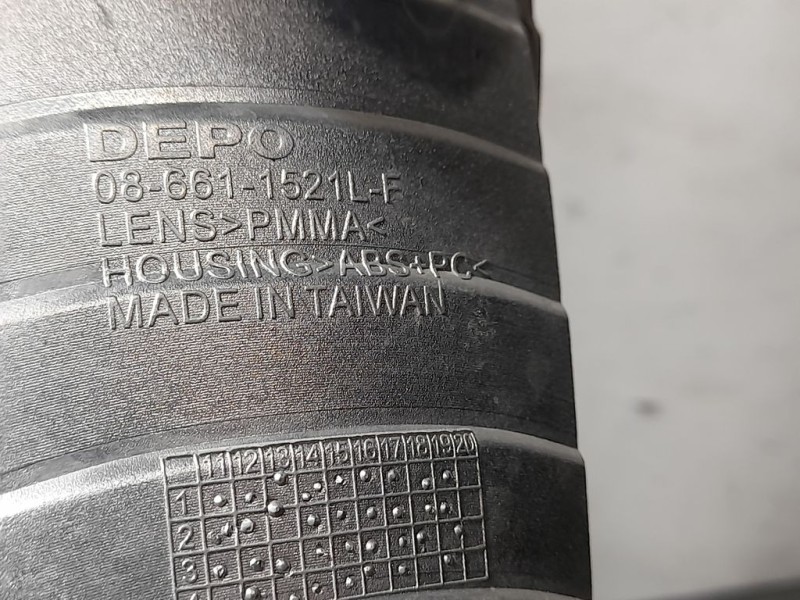 DEPO
08-661-1521L-F
LENS>PMMA<
HOUSING>ABS+PC<
MADE IN TAIWAN
11 12 13 14 15 16 17 18 19 20
1
2
3